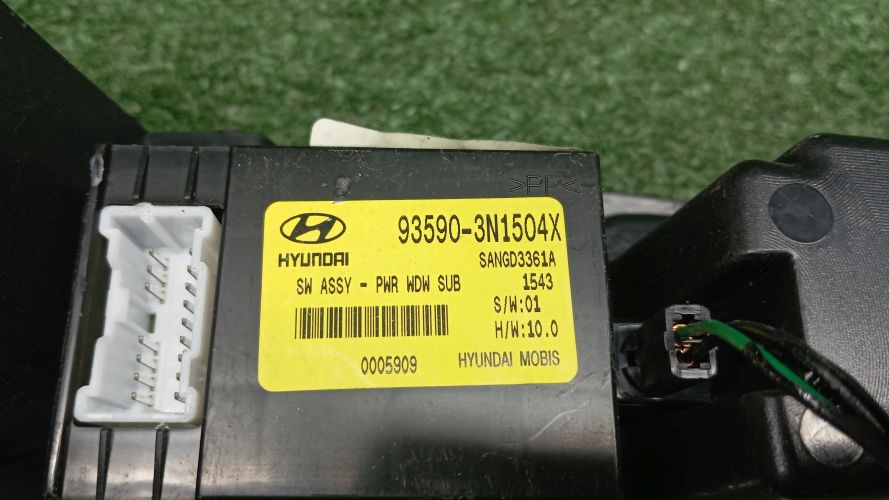 >PP<
93590-3N1504X
HYUNDAI
SANGD3361A
SW ASSY - PWR WDW SUB
1543
S/W:01
H/W:10.0
0005909
HYUNDAI MOBIS